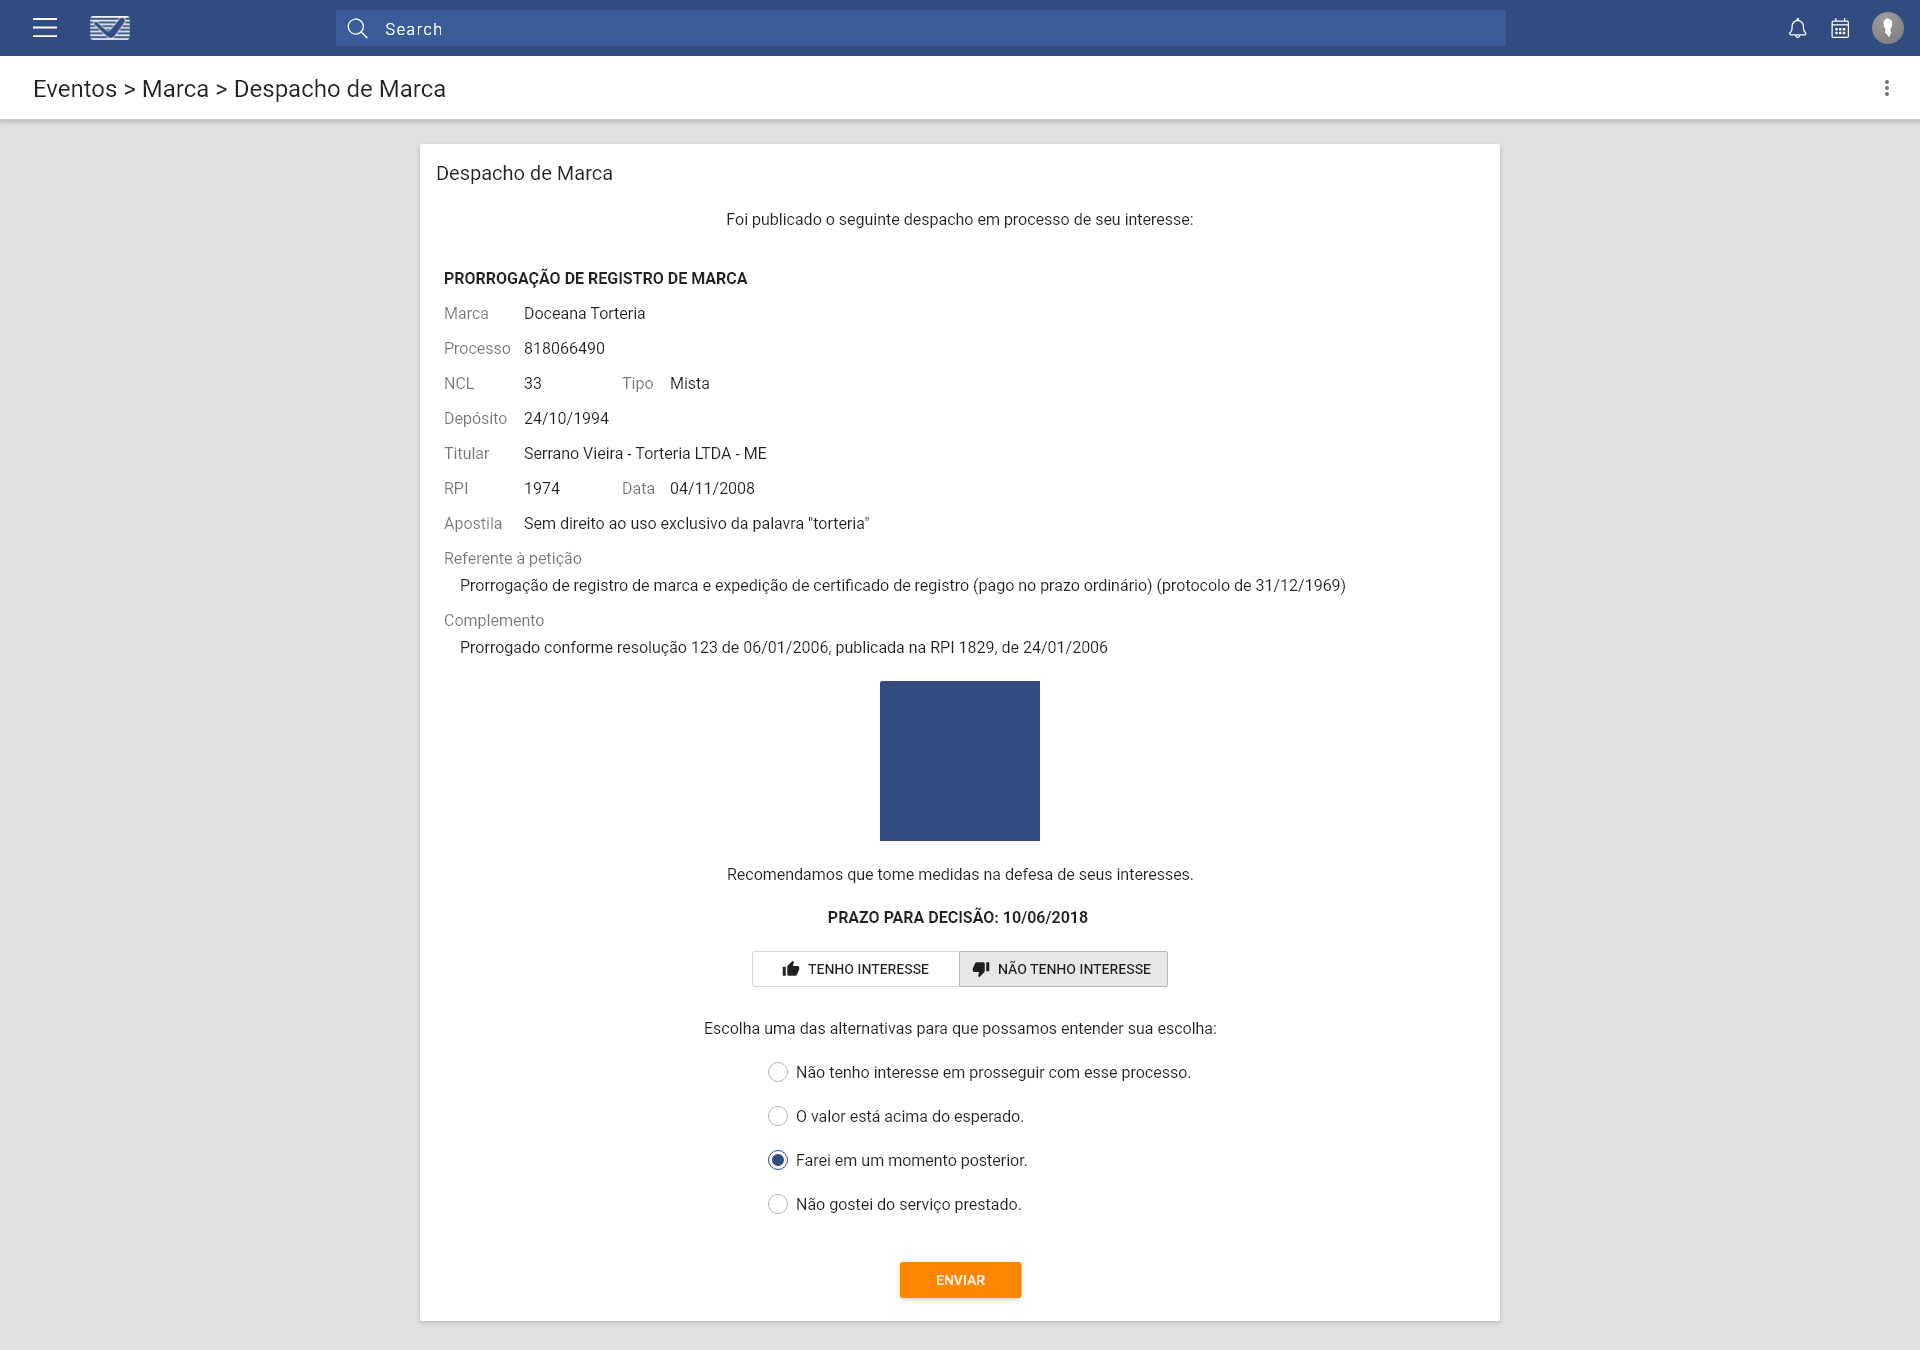 Search
Eventos > Marca > Despacho de Marca
Despacho de Marca
Foi publicado o seguinte despacho em processo de seu interesse:
PRORROGAÇÃO DE REGISTRO DE MARCA
Marca Doceana Torteria
Processo 818066490
NCL 33 Tipo Mista
Depósito 24/10/1994
Titular Serrano Vieira - Torteria LTDA - ME
RPI 1974 Data 04/11/2008
Apostila Sem direito ao uso exclusivo da palavra "torteria"
Referente à petição
Prorrogação de registro de marca e expedição de certificado de registro (pago no prazo ordinário) (protocolo de 31/12/1969)
Complemento
Prorrogado conforme resolução 123 de 06/01/2006, publicada na RPI 1829, de 24/01/2006
Recomendamos que tome medidas na defesa de seus interesses.
PRAZO PARA DECISÃO: 10/06/2018
TENHO INTERESSE NÃO TENHO INTERESSE
Escolha uma das alternativas para que possamos entender sua escolha:
Não tenho interesse em prosseguir com esse processo.
O valor está acima do esperado.
Farei em um momento posterior.
Não gostei do serviço prestado.
ENVIAR